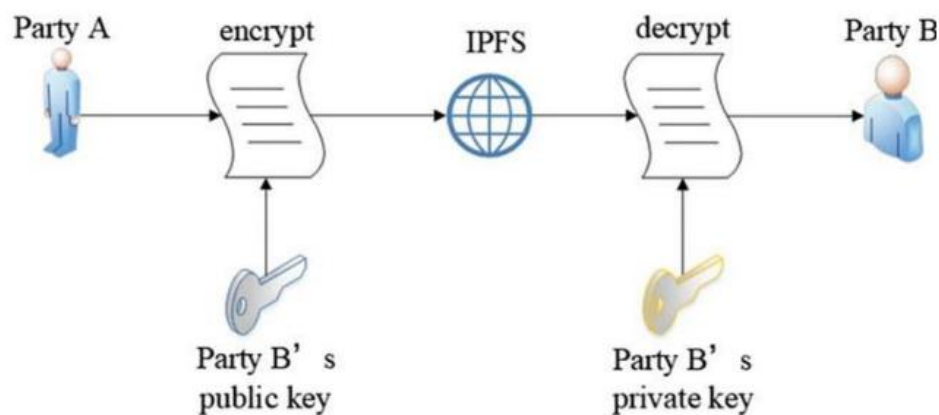 Party A
encrypt
IPFS
decrypt
Party B
Party B’ s
public key
Party B’ s
private key